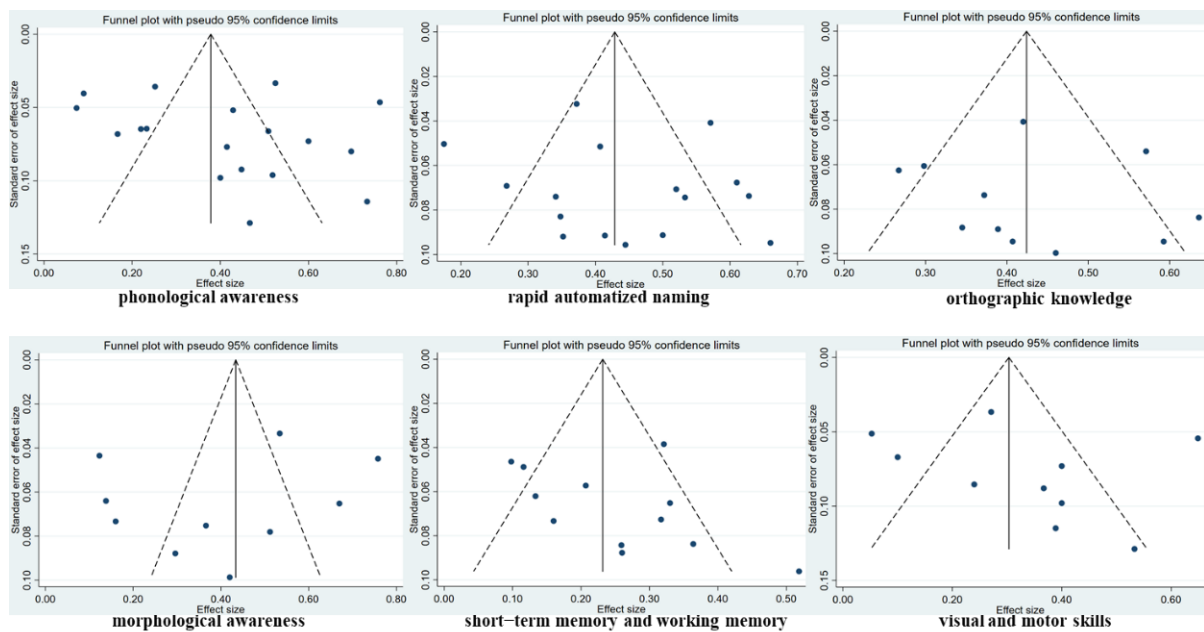 Funnel plot with pseudo 95% confidence limits
Standard error of effect size
0.00
0.05
0.10
0.15
0.00 0.20 0.40 0.60 0.80
Effect size
phonological awareness
Funnel plot with pseudo 95% confidence limits
Standard error of effect size
0.00
0.02
0.04
0.06
0.08
0.10
0.20 0.30 0.40 0.50 0.60 0.70
Effect size
rapid automatized naming
Funnel plot with pseudo 95% confidence limits
Standard error of effect size
0.00
0.02
0.04
0.06
0.08
0.10
0.20 0.30 0.40 0.50 0.60
Effect size
orthographic knowledge
Funnel plot with pseudo 95% confidence limits
Standard error of effect size
0.00
0.02
0.04
0.06
0.08
0.10
0.00 0.20 0.40 0.60 0.80
Effect size
morphological awareness
Funnel plot with pseudo 95% confidence limits
Standard error of effect size
0.00
0.02
0.04
0.06
0.08
0.10
0.00 0.10 0.20 0.30 0.40 0.50
Effect size
short-term memory and working memory
Funnel plot with pseudo 95% confidence limits
Standard error of effect size
0.00
0.05
0.10
0.15
0.00 0.20 0.40 0.60
Effect size
visual and motor skills